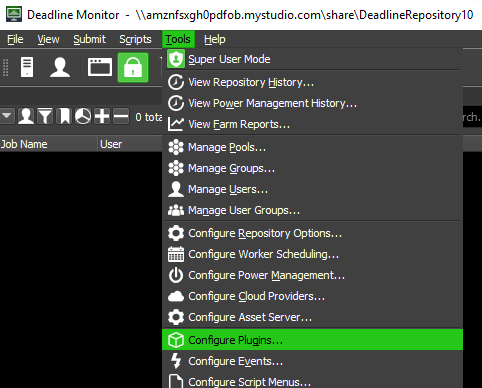 Deadline Monitor - \\amznfsxgh0pdfob.mystudio.com\share\DeadlineRepository10
File View Submit Scripts Tools
Super User Mode
View Repository History...
View Power Management History...
View Farm Reports...
0 tota
rch.
Job Name User
Manage Pools...
Manage Groups...
Manage Users...
Manage User Groups...
Configure Repository Options...
Configure Worker Scheduling...
Configure Power Management...
Configure Cloud Providers...
Configure Asset Server...
Configure Plugins...
Configure Events...
Configure Script Menus...